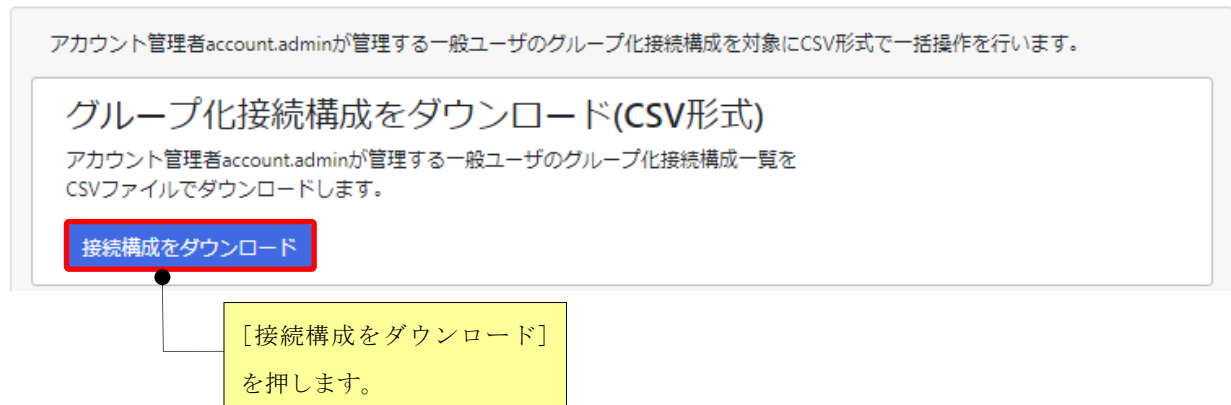 アカウント管理者account.adminが管理する一般ユーザのグループ化接続構成を対象にCSV形式で一括操作を行います。
グループ化接続構成をダウンロード(CSV形式)
アカウント管理者account.adminが管理する一般ユーザのグループ化接続構成一覧を
CSVファイルでダウンロードします。
接続構成をダウンロード
［接続構成をダウンロード］
を押します。